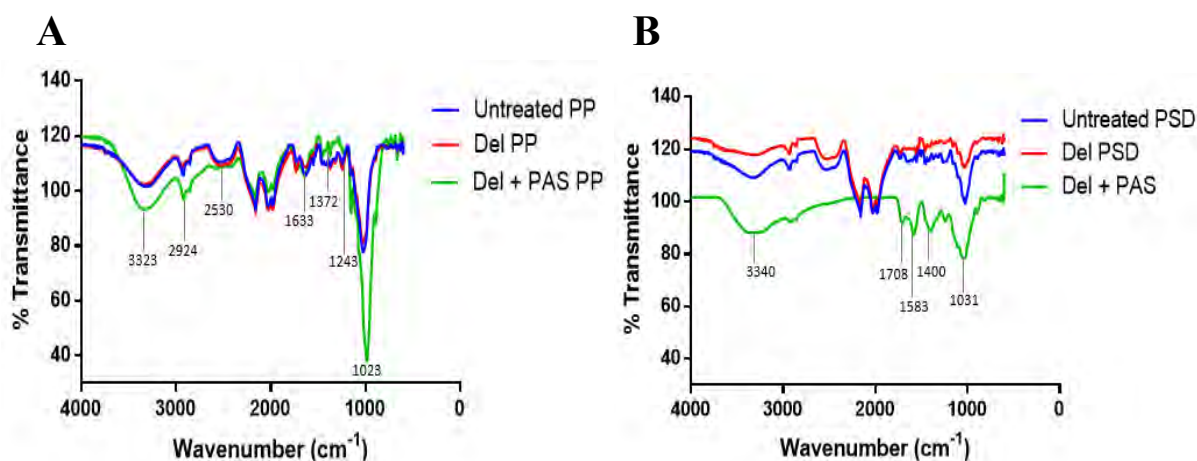 A
% Transmittance
140
120
100
80
60
40
4000
3000
2000
1000
0
Wavenumber (cm-1)
3323
2924
2530
1633
1372
1243
1023
Untreated PP
Del PP
Del + PAS PP
B
% Transmittance
140
120
100
80
60
40
4000
3000
2000
1000
0
Wavenumber (cm-1)
3340
1708
1583
1400
1031
Untreated PSD
Del PSD
Del + PAS